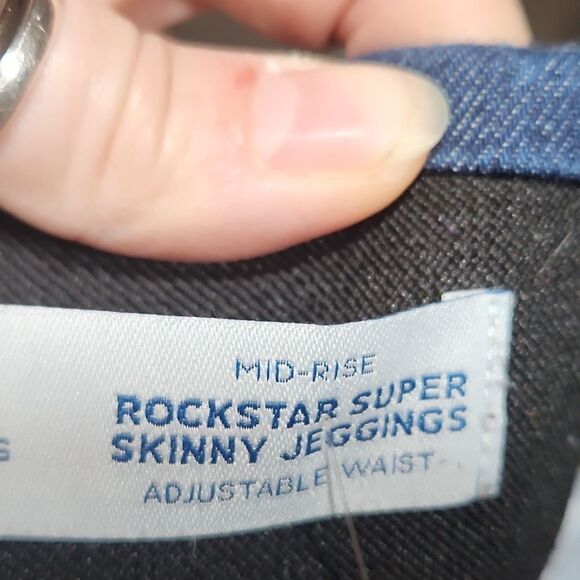 MID-RISE
ROCKSTAR SUPER
SKINNY JEGGINGS
ADJUSTABLE WAIST